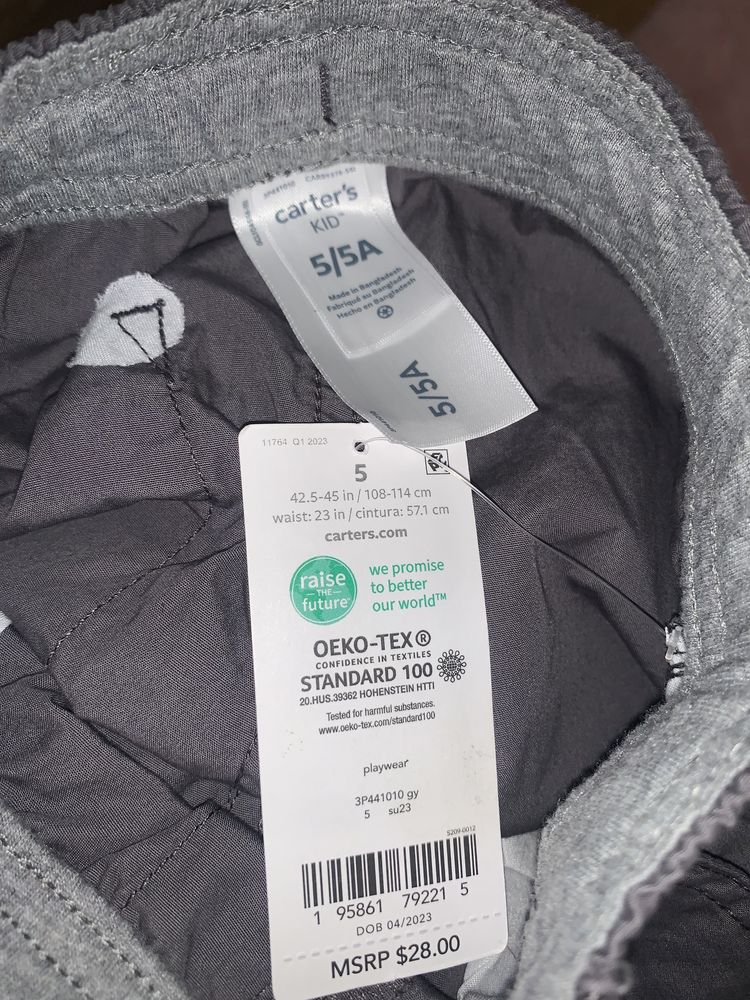 3P441010
carter's
KID™
5/5A
Made in Bangladesh
Fabriqué au Bangladesh
Hecho en Bangladesh
5/5A
11764 Q1 2023
5
42.5-45 in / 108-114 cm
waist: 23 in / cintura: 57.1 cm
carters.com
raise
THE
future
we promise
to better
our world™
OEKO-TEX®
CONFIDENCE IN TEXTILES
STANDARD 100
20.HUS.39362 HOHENSTEIN HTTI
Tested for harmful substances.
www.oeko-tex.com/standard100
playwear
3P441010 gy
5 su23
S209-0012
1 95861 79221 5
DOB 04/2023
MSRP $28.00